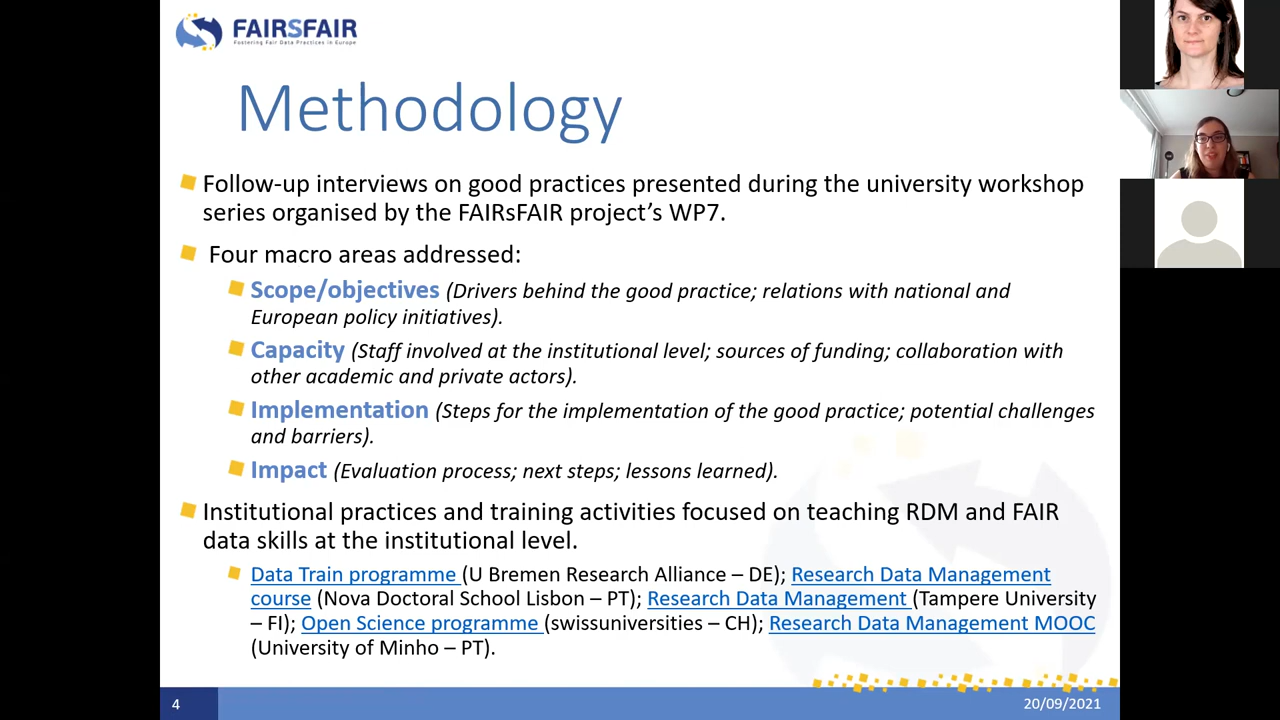 FAIRSFAIR
Fostering Fair Data Practices in Europe
Methodology
Follow-up interviews on good practices presented during the university workshop
series organised by the FAIRsFAIR project’s WP7.
Four macro areas addressed:
Scope/objectives (Drivers behind the good practice; relations with national and
European policy initiatives).
Capacity (Staff involved at the institutional level; sources of funding; collaboration with
other academic and private actors).
Implementation (Steps for the implementation of the good practice; potential challenges
and barriers).
Impact (Evaluation process; next steps; lessons learned).
Institutional practices and training activities focused on teaching RDM and FAIR
data skills at the institutional level.
Data Train programme (U Bremen Research Alliance – DE); Research Data Management
course (Nova Doctoral School Lisbon – PT); Research Data Management (Tampere University
– FI); Open Science programme (swissuniversities – CH); Research Data Management MOOC
(University of Minho – PT).
4
20/09/2021